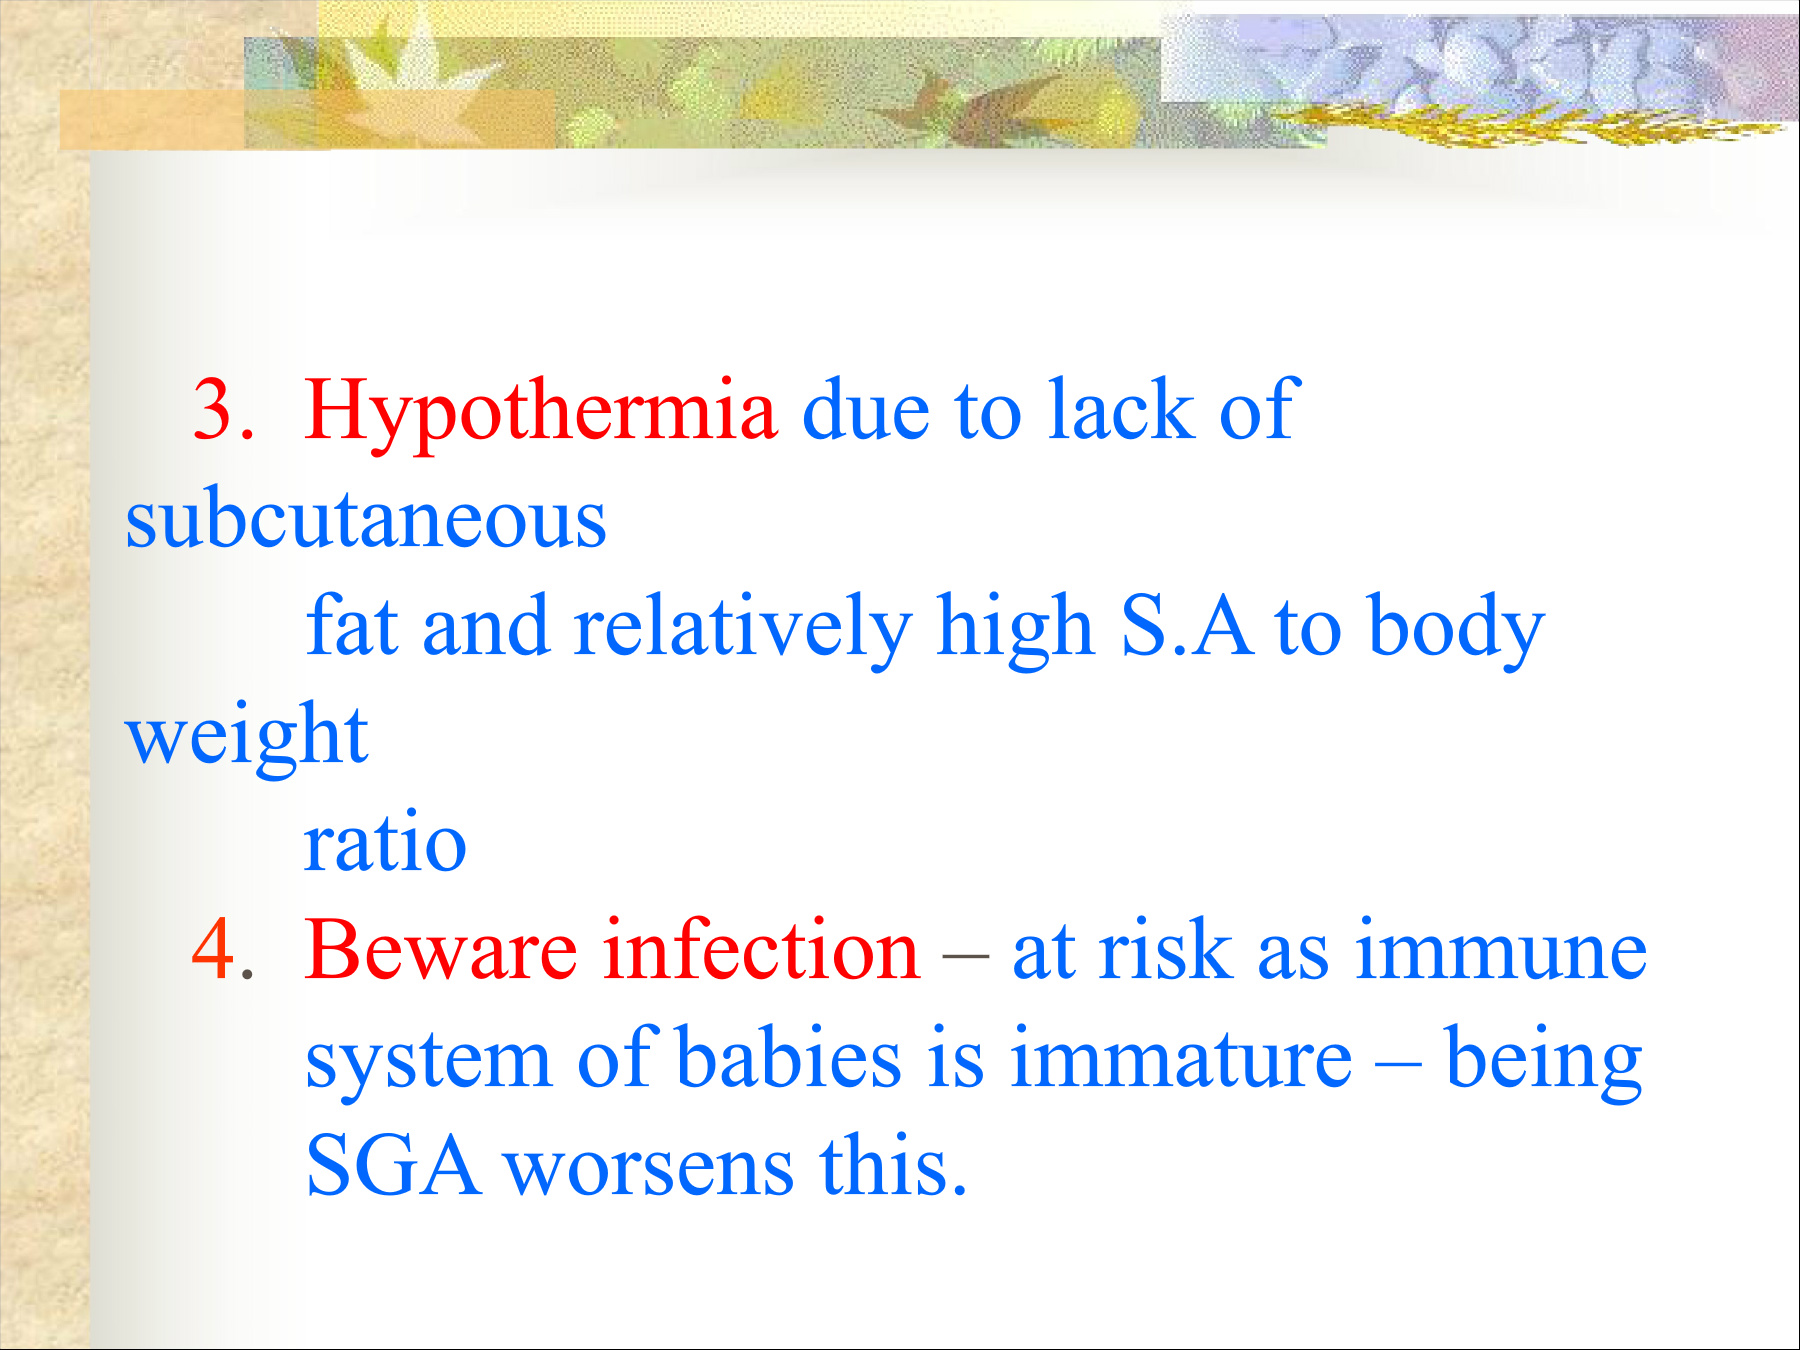 3. Hypothermia due to lack of
subcutaneous
fat and relatively high S.A to body
weight
ratio
4. Beware infection – at risk as immune
system of babies is immature – being
SGA worsens this.